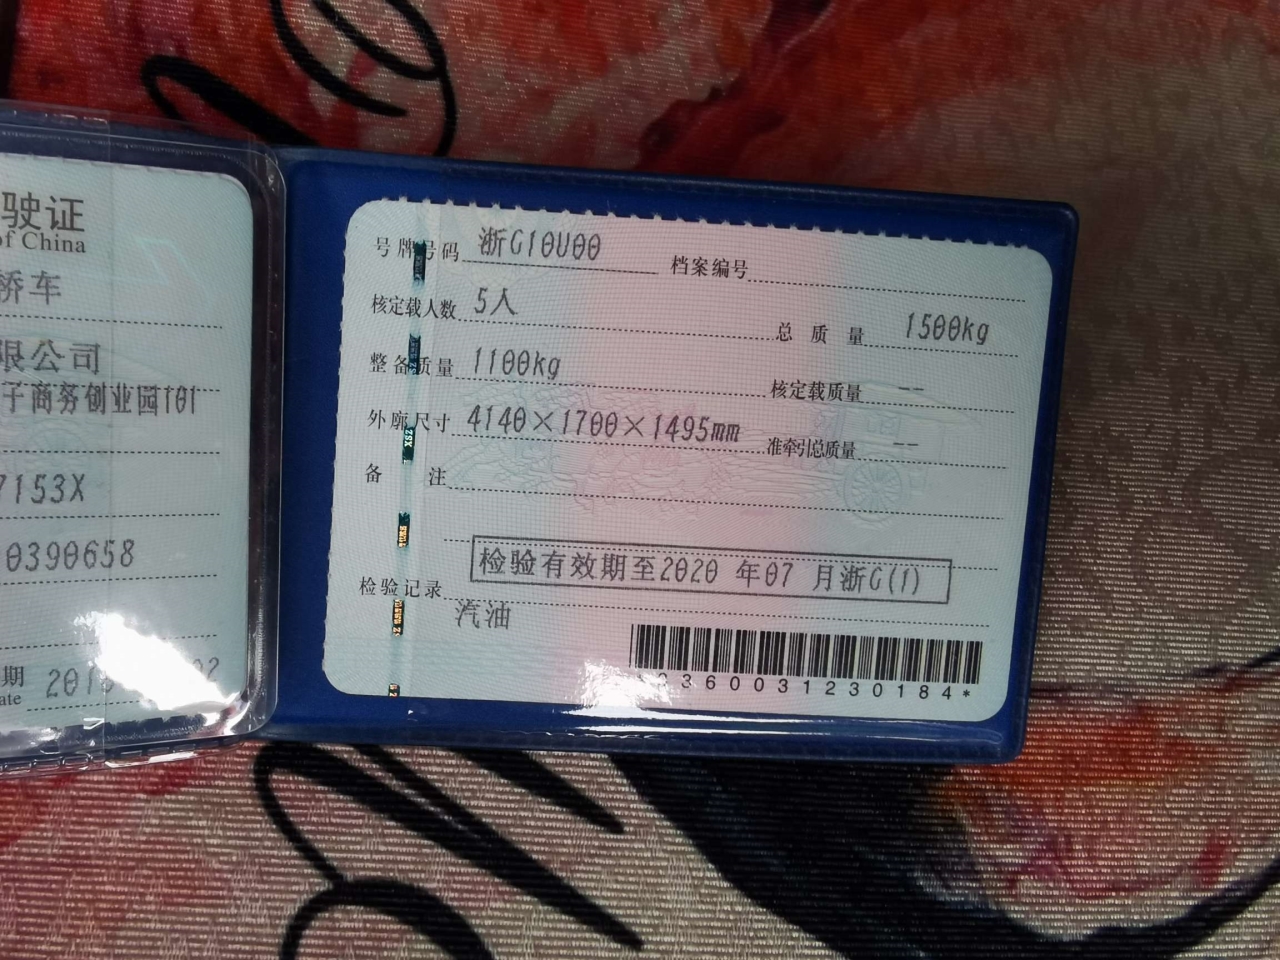 驶证
of China
轿车
限公司
子商务创业园101
7153X
0390658
期
ate
号牌号码 浙G10U00 档案编号
核定载人数 5人 总质量 1500kg
整备质量 1100kg 核定载质量 --
外廓尺寸 4140×1700×1495mm 准牵引总质量 --
备注
检验有效期至2020 年07 月浙G(1)
检验记录
汽油
2360031230184*